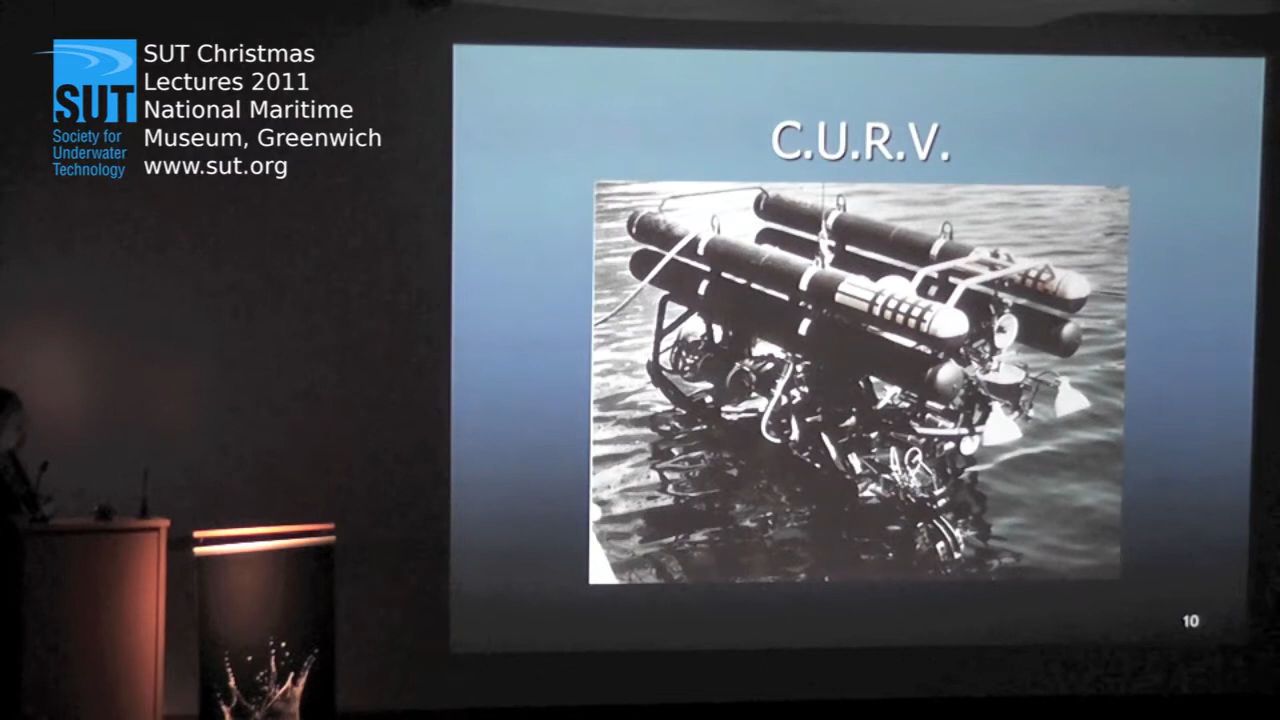 SUT
Society for
Underwater
Technology
SUT Christmas
Lectures 2011
National Maritime
Museum, Greenwich
www.sut.org
C.U.R.V.
10